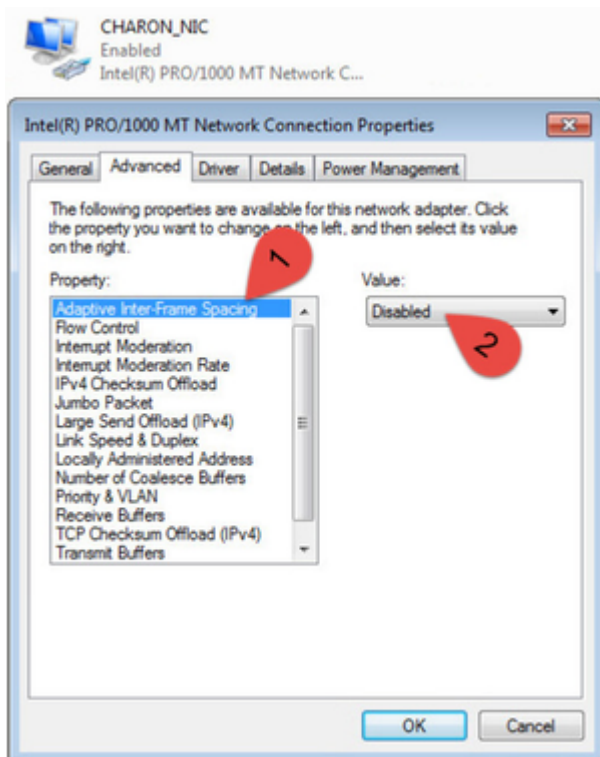 CHARON_NIC
Enabled
Intel(R) PRO/1000 MT Network C...
Intel(R) PRO/1000 MT Network Connection Properties
General Advanced Driver Details Power Management
The following properties are available for this network adapter. Click
the property you want to change on the left, and then select its value
on the right.
Property:
Value:
Adaptive Inter-Frame Spacing
Flow Control
Interrupt Moderation
Interrupt Moderation Rate
IPv4 Checksum Offload
Jumbo Packet
Large Send Offload (IPv4)
Link Speed & Duplex
Locally Administered Address
Number of Coalesce Buffers
Priority & VLAN
Receive Buffers
TCP Checksum Offload (IPv4)
Transmit Buffers
Disabled
1
2
OK Cancel